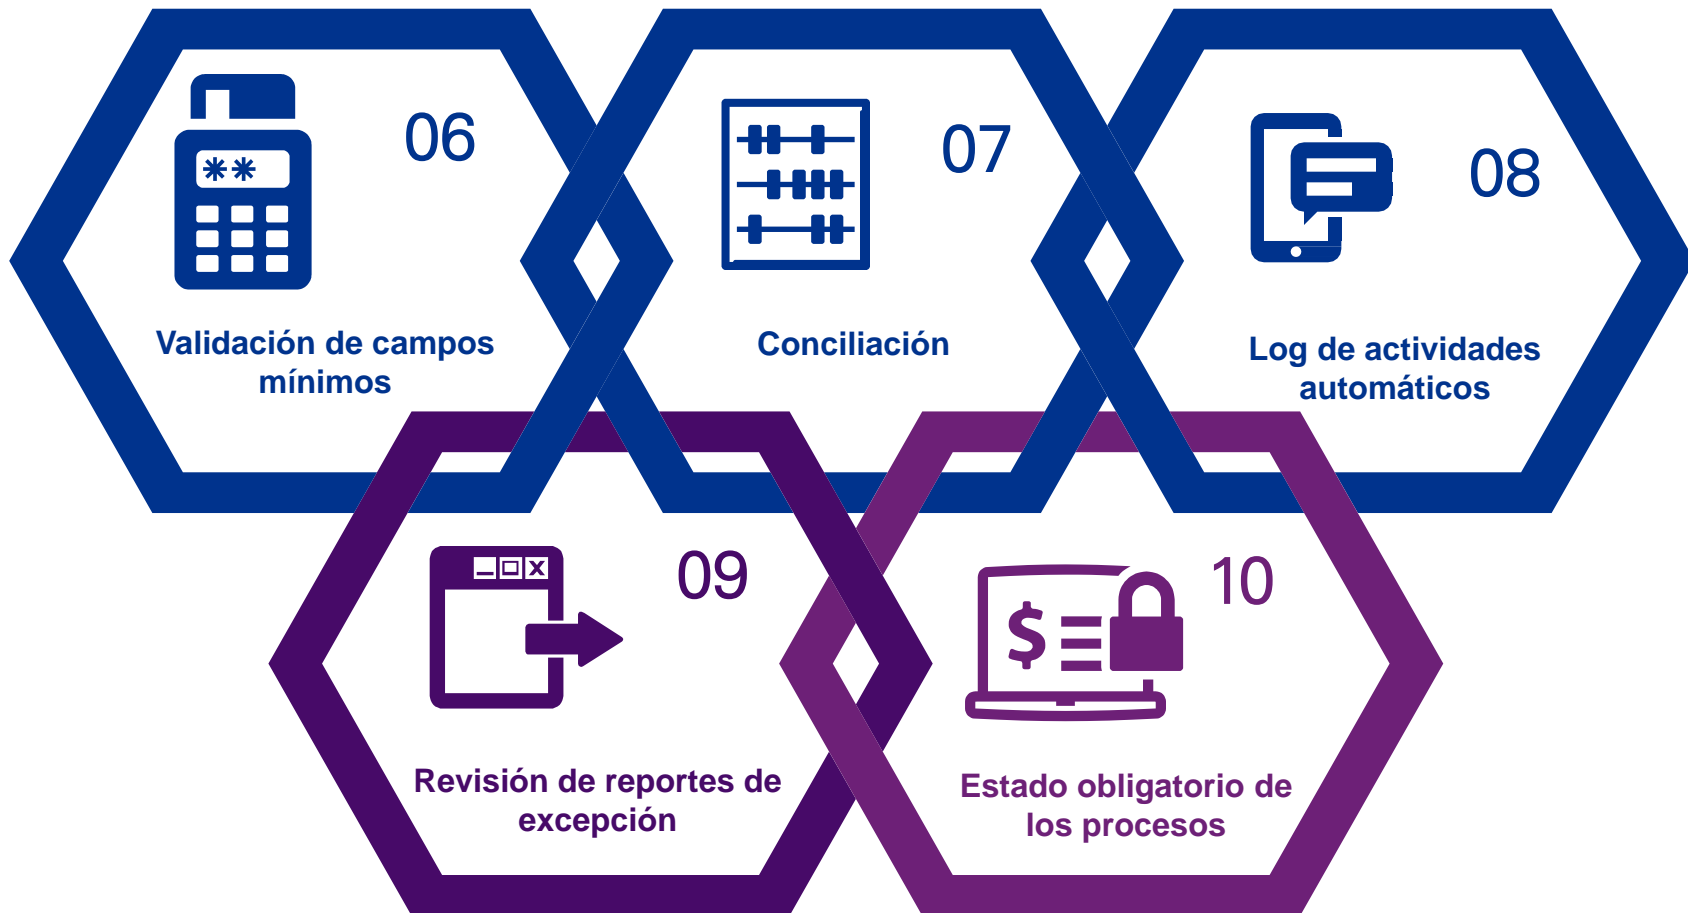 06
Validación de campos
mínimos
07
Conciliación
08
Log de actividades
automáticos
09
Revisión de reportes de
excepción
10
$
Estado obligatorio de
los procesos